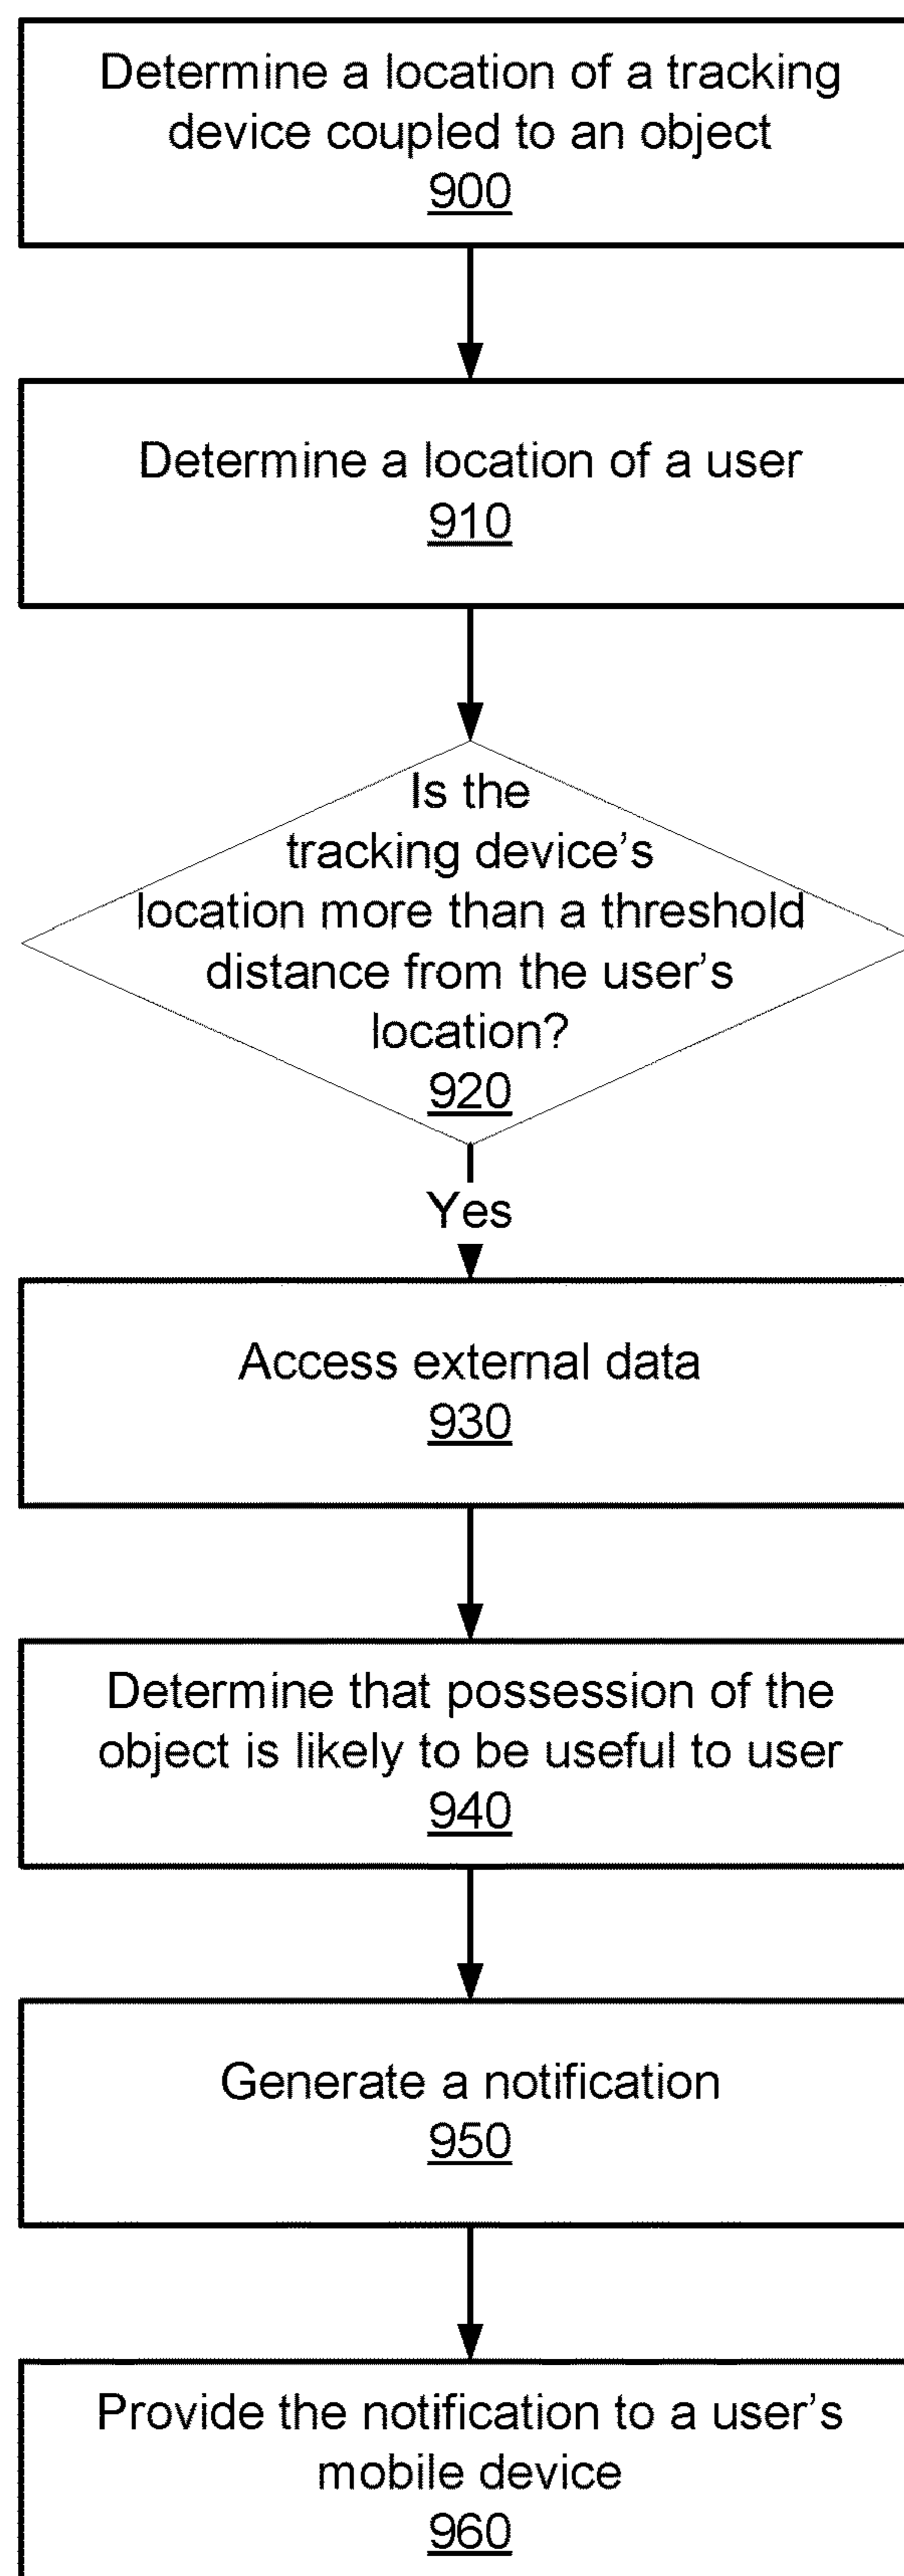 Determine a location of a tracking
device coupled to an object
900
Determine a location of a user
910
Is the
tracking device's
location more than a threshold
distance from the user's
location?
920
Yes
Access external data
930
Determine that possession of the
object is likely to be useful to user
940
Generate a notification
950
Provide the notification to a user's
mobile device
960